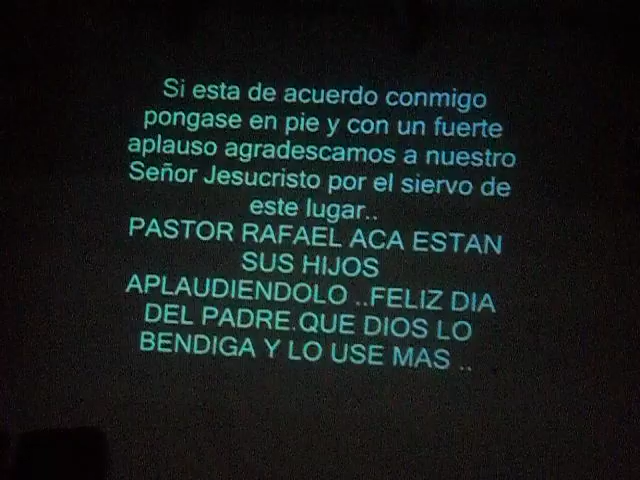 Si esta de acuerdo conmigo
pongase en pie y con un fuerte
aplauso agradescamos a nuestro
Señor Jesucristo por el siervo de
este lugar..
PASTOR RAFAEL ACA ESTAN
SUS HIJOS
APLAUDIENDOLO ..FELIZ DIA
DEL PADRE.QUE DIOS LO
BENDIGA Y LO USE MAS ..